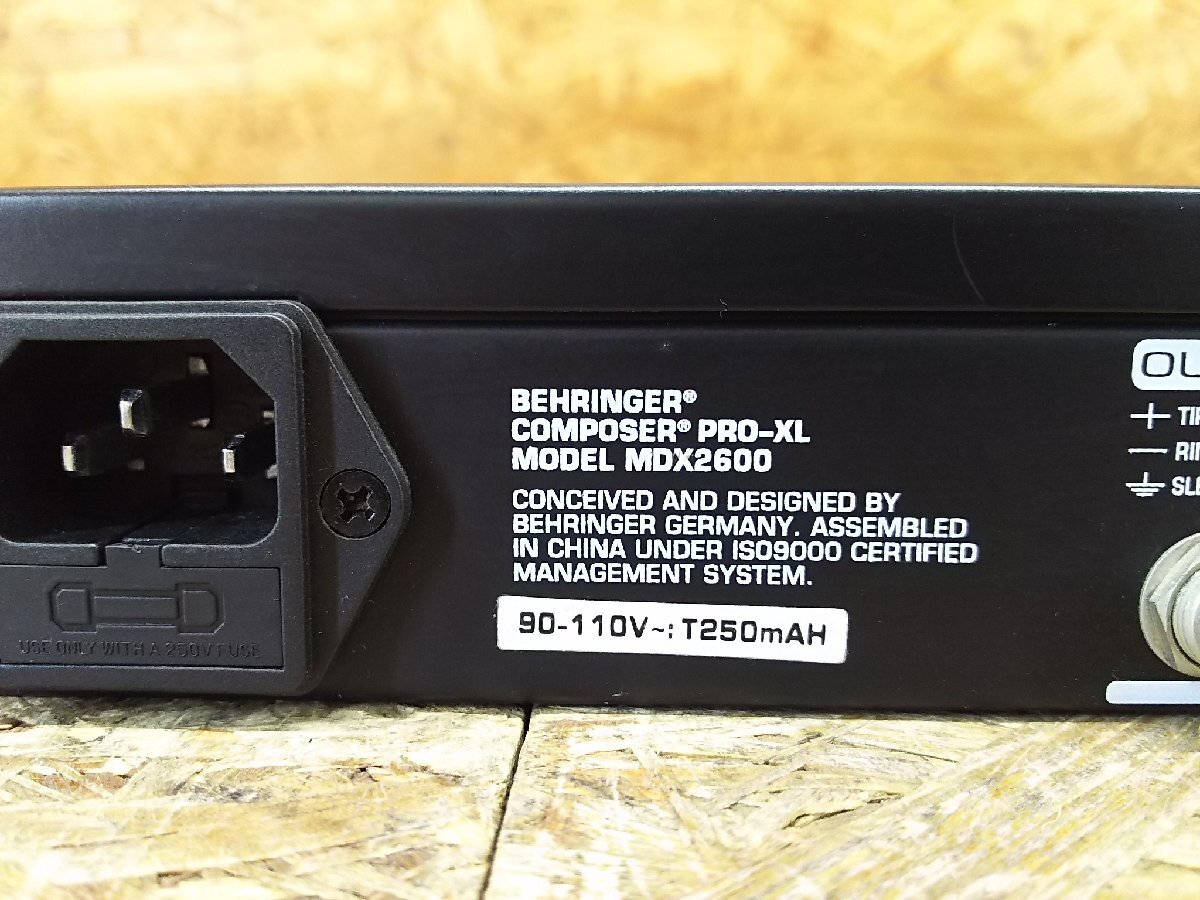 BEHRINGER®
COMPOSER® PRO-XL
MODEL MDX2600
CONCEIVED AND DESIGNED BY
BEHRINGER GERMANY. ASSEMBLED
IN CHINA UNDER ISO9000 CERTIFIED
MANAGEMENT SYSTEM.
90-110V~: T250mAH
USE ONLY WITH A 250V FUSE